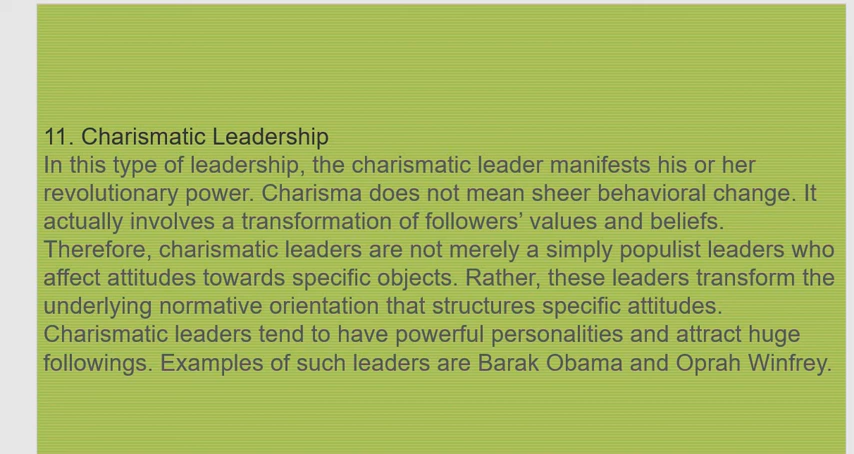 11. Charismatic Leadership
In this type of leadership, the charismatic leader manifests his or her
revolutionary power. Charisma does not mean sheer behavioral change. It
actually involves a transformation of followers’ values and beliefs.
Therefore, charismatic leaders are not merely a simply populist leaders who
affect attitudes towards specific objects. Rather, these leaders transform the
underlying normative orientation that structures specific attitudes.
Charismatic leaders tend to have powerful personalities and attract huge
followings. Examples of such leaders are Barak Obama and Oprah Winfrey.